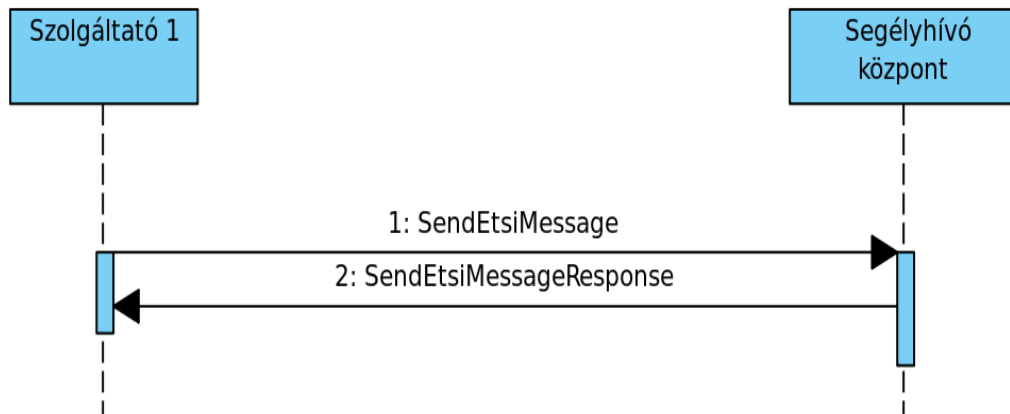 Szolgáltató 1
Segélyhívó
központ
1: SendEtsiMessage
2: SendEtsiMessageResponse